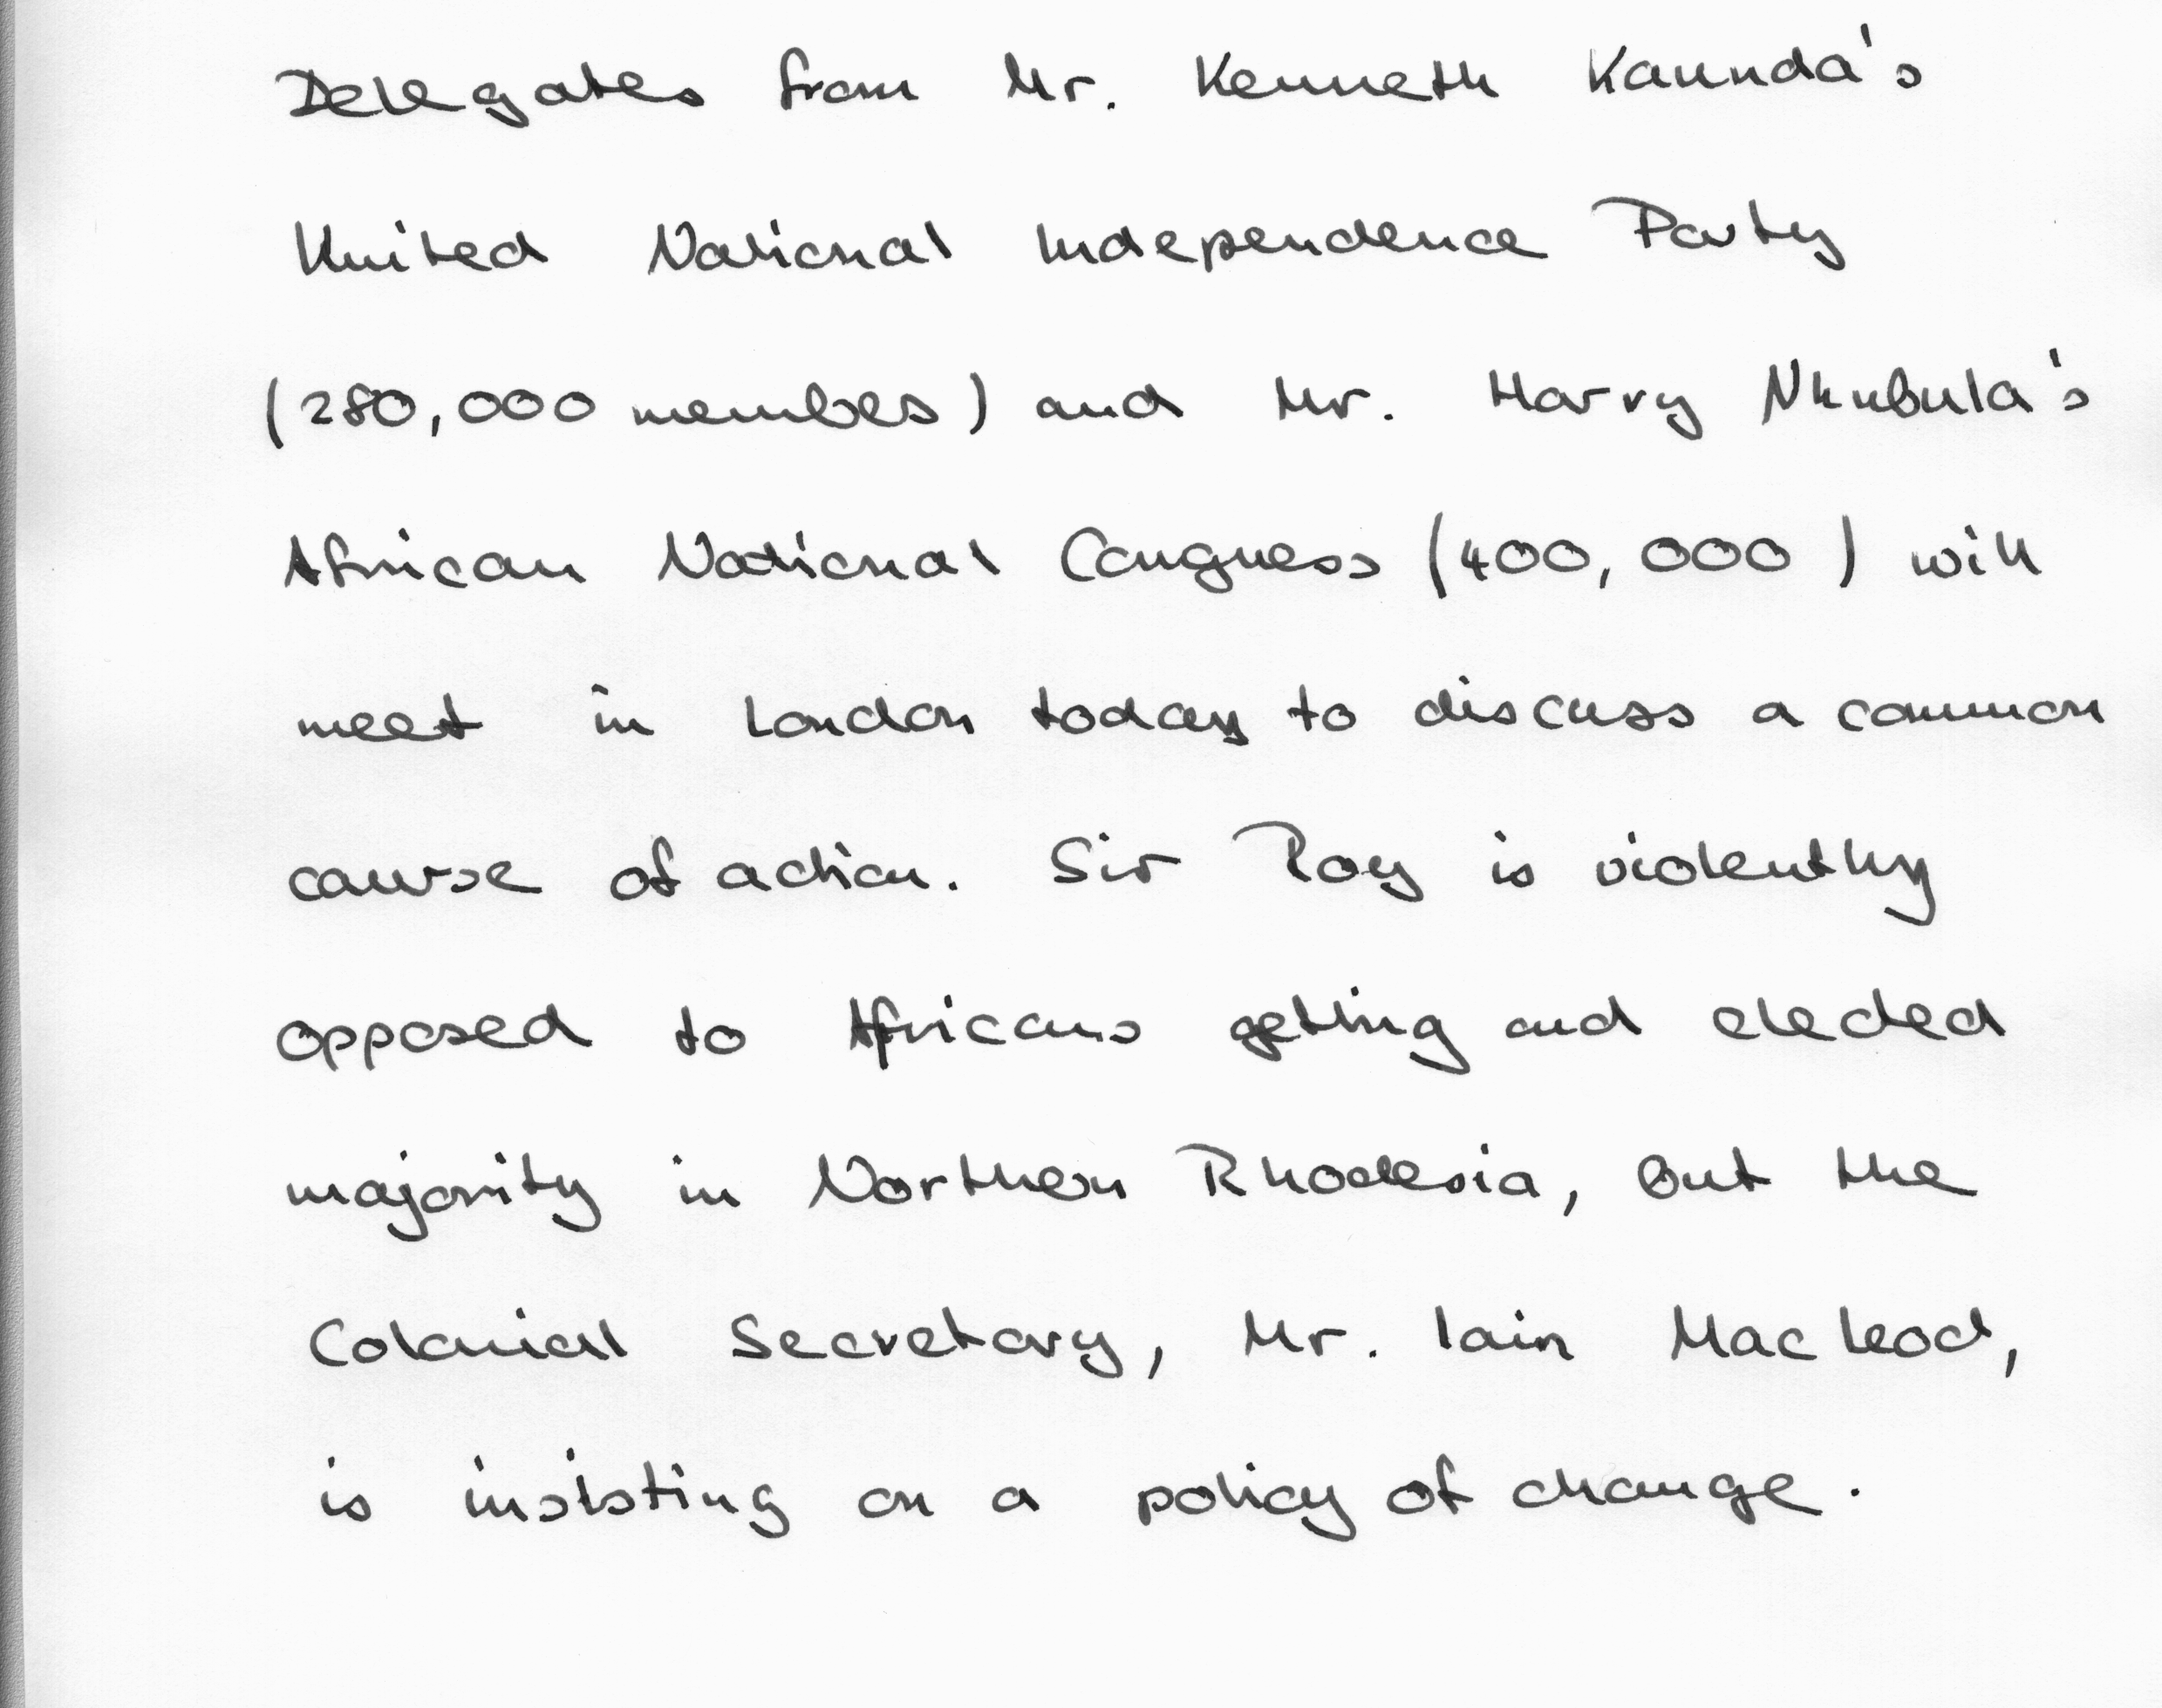 Delegates from Mr. Kenneth Kaunda's
United National Independence Party
(280,000 members) and Mr. Harry Nkubula's
African National Congress (400,000) will
meet in London today to discuss a common
course of action. Sir Roy is violently
opposed to Africans getting and elected
majority in Northern Rhodesia, but the
Colonial Secretary, Mr. Iain Macleod,
is insisting on a policy of change.